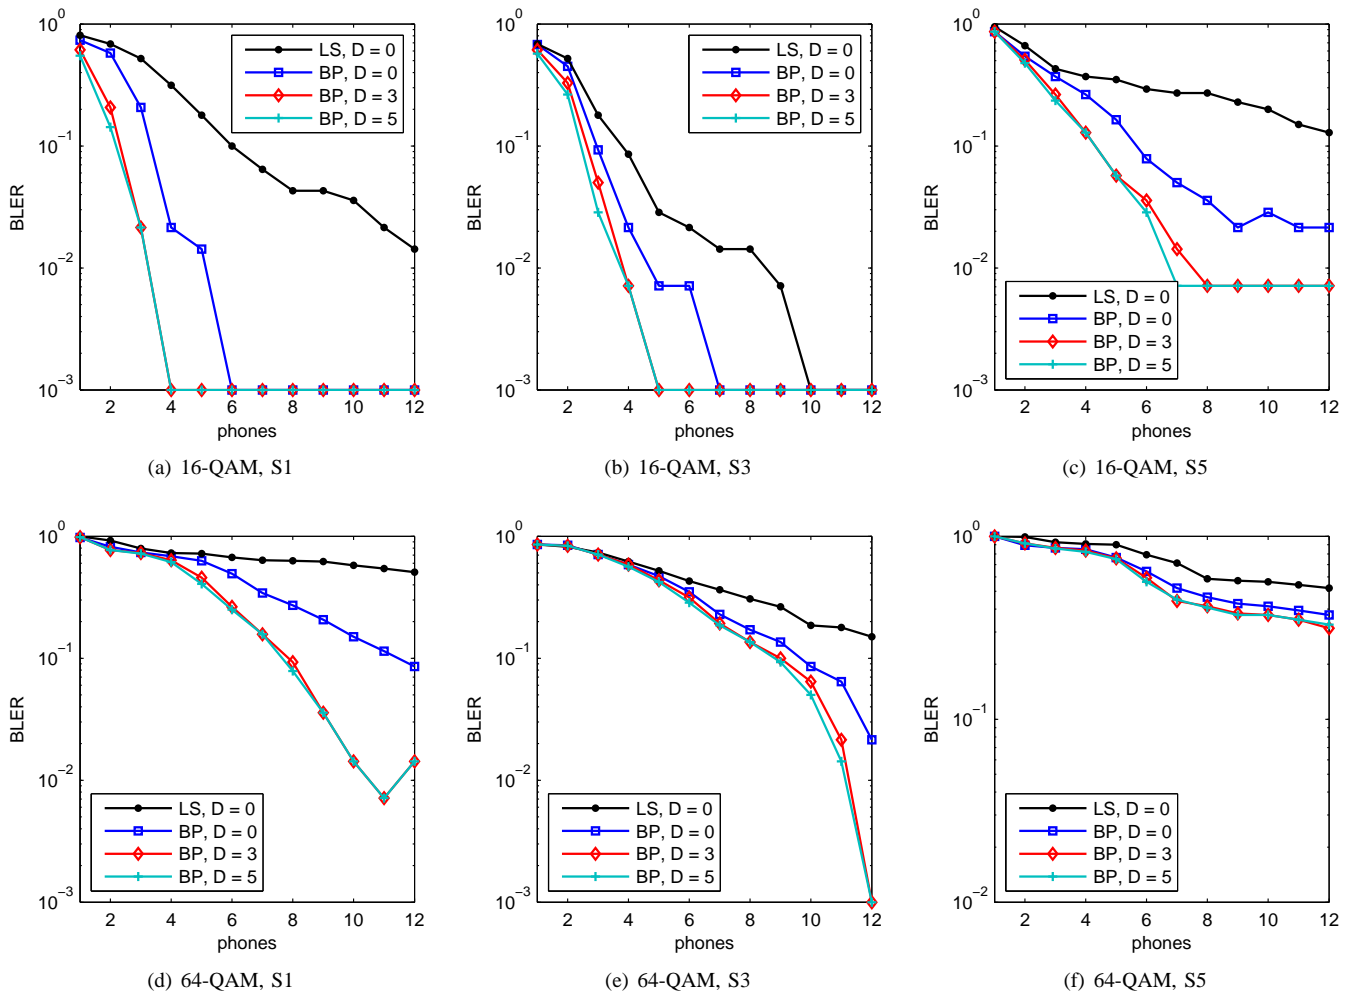 10^0
10^-1
10^-2
10^-3
BLER
2 4 6 8 10 12
phones
LS, D = 0
BP, D = 0
BP, D = 3
BP, D = 5
(a) 16-QAM, S1
10^0
10^-1
10^-2
10^-3
BLER
2 4 6 8 10 12
phones
LS, D = 0
BP, D = 0
BP, D = 3
BP, D = 5
(b) 16-QAM, S3
10^0
10^-1
10^-2
10^-3
BLER
2 4 6 8 10 12
phones
LS, D = 0
BP, D = 0
BP, D = 3
BP, D = 5
(c) 16-QAM, S5
10^0
10^-1
10^-2
10^-3
BLER
2 4 6 8 10 12
phones
LS, D = 0
BP, D = 0
BP, D = 3
BP, D = 5
(d) 64-QAM, S1
10^0
10^-1
10^-2
10^-3
BLER
2 4 6 8 10 12
phones
LS, D = 0
BP, D = 0
BP, D = 3
BP, D = 5
(e) 64-QAM, S3
10^0
10^-1
10^-2
BLER
2 4 6 8 10 12
phones
LS, D = 0
BP, D = 0
BP, D = 3
BP, D = 5
(f) 64-QAM, S5